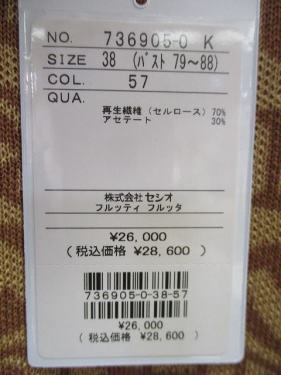 NO. 736905-0 K
SIZE 38 (バスト 79～88)
COL. 57
QUA.
再生繊維（セルロース）70%
アセテート 30%
株式会社セシオ
フルッティ フルッタ
¥26,000
(税込価格 ¥28,600)
736905-0-38-57
¥26,000
(税込価格 ¥28,600)